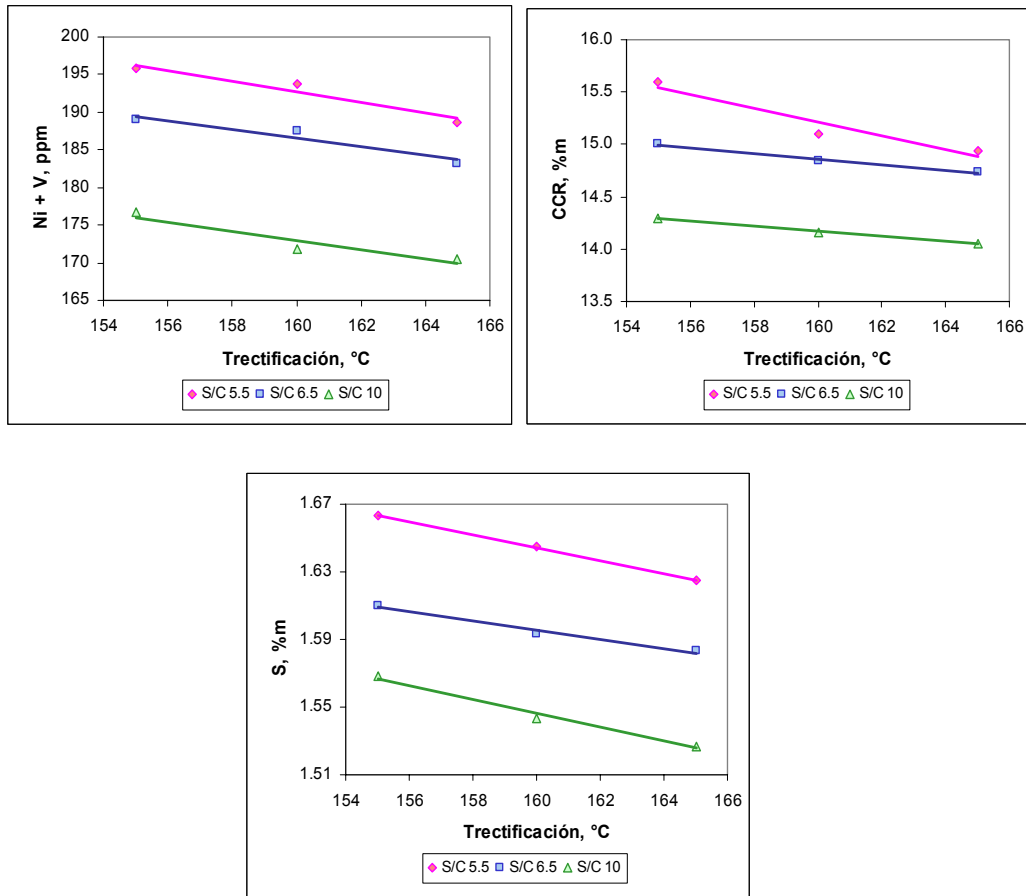 Ni + V, ppm
200
195
190
185
180
175
170
165
154 156 158 160 162 164 166
Trectificación, °C
S/C 5.5 S/C 6.5 S/C 10
CCR, %m
16.0
15.5
15.0
14.5
14.0
13.5
154 156 158 160 162 164 166
Trectificación, °C
S/C 5.5 S/C 6.5 S/C 10
S, %m
1.67
1.63
1.59
1.55
1.51
154 156 158 160 162 164 166
Trectificación, °C
S/C 5.5 S/C 6.5 S/C 10